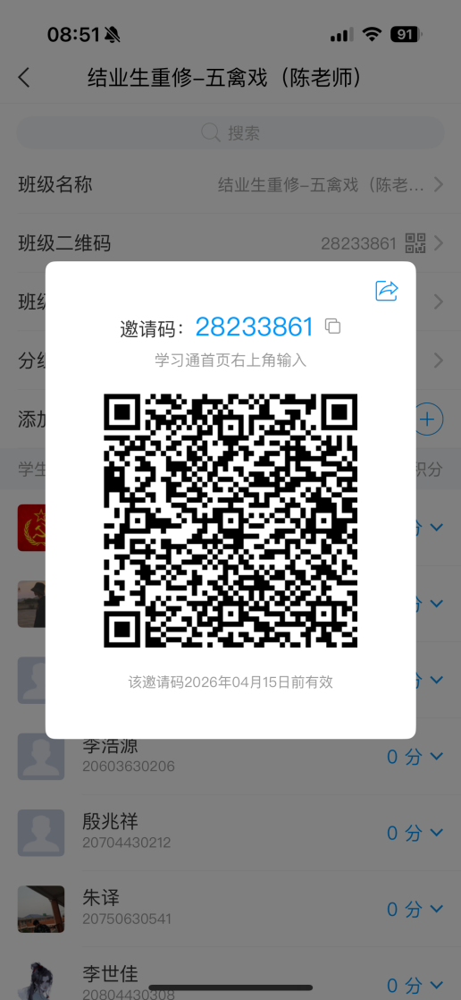 08:51
91
结业生重修–五禽戏（陈老师）
搜索
班级名称 结业生重修–五禽戏（陈老...
班级二维码 28233861
班级
邀请码：28233861
学习通首页右上角输入
分组
添加
学生 积分
分
分
分
该邀请码2026年04月15日前有效
李浩源
20603630206
0 分
殷兆祥
20704430212
0 分
朱译
20750630541
0 分
李世佳
20804430308
0 分